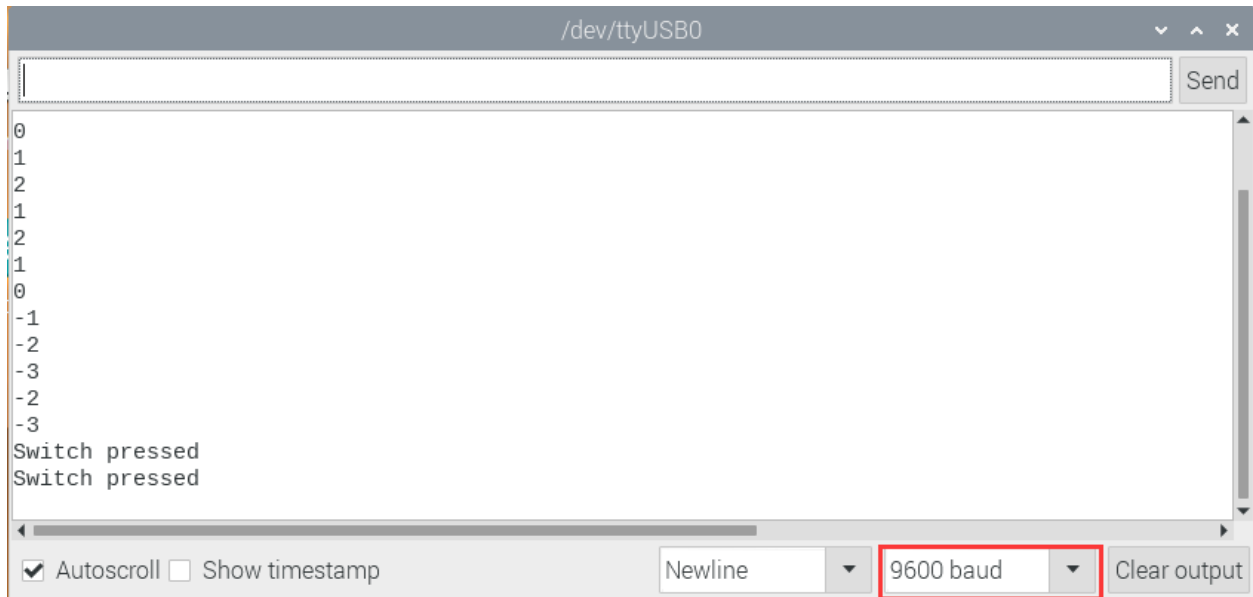 /dev/ttyUSB0
Send
0
1
2
1
2
1
0
-1
-2
-3
-2
-3
Switch pressed
Switch pressed
Autoscroll Show timestamp Newline 9600 baud Clear output